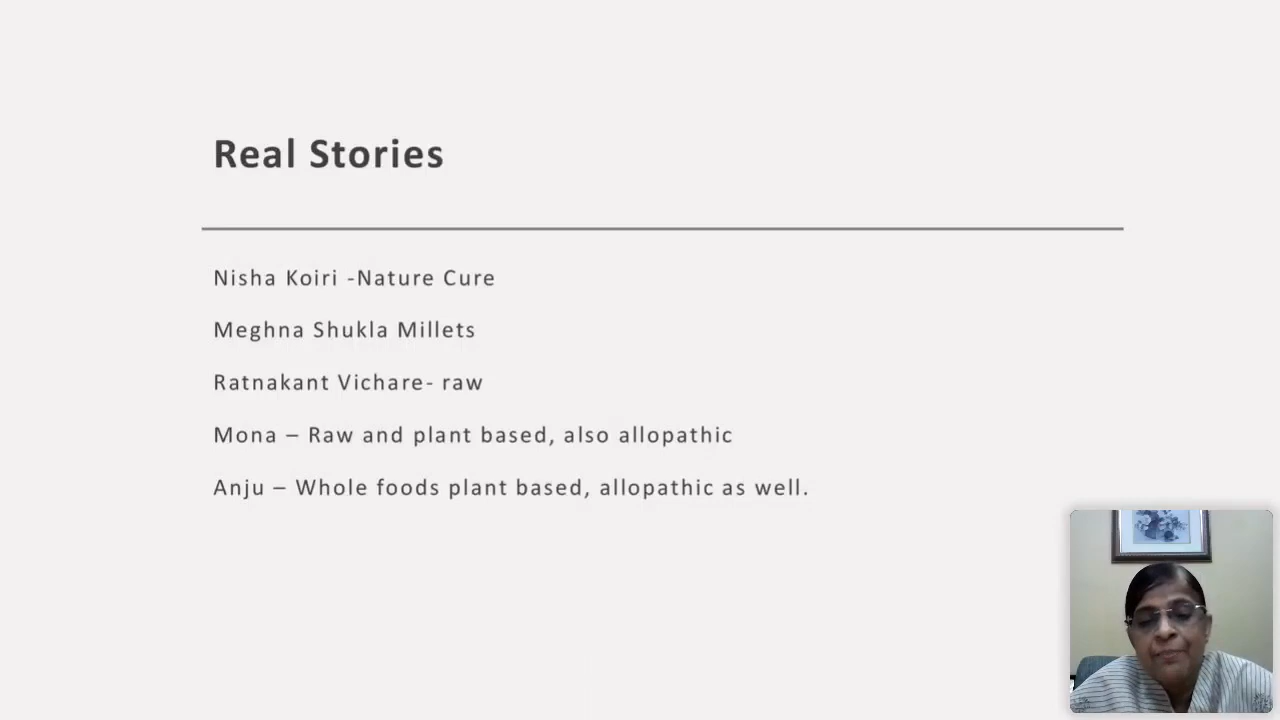 Real Stories
Nisha Koiri -Nature Cure
Meghna Shukla Millets
Ratnakant Vichare- raw
Mona – Raw and plant based, also allopathic
Anju – Whole foods plant based, allopathic as well.